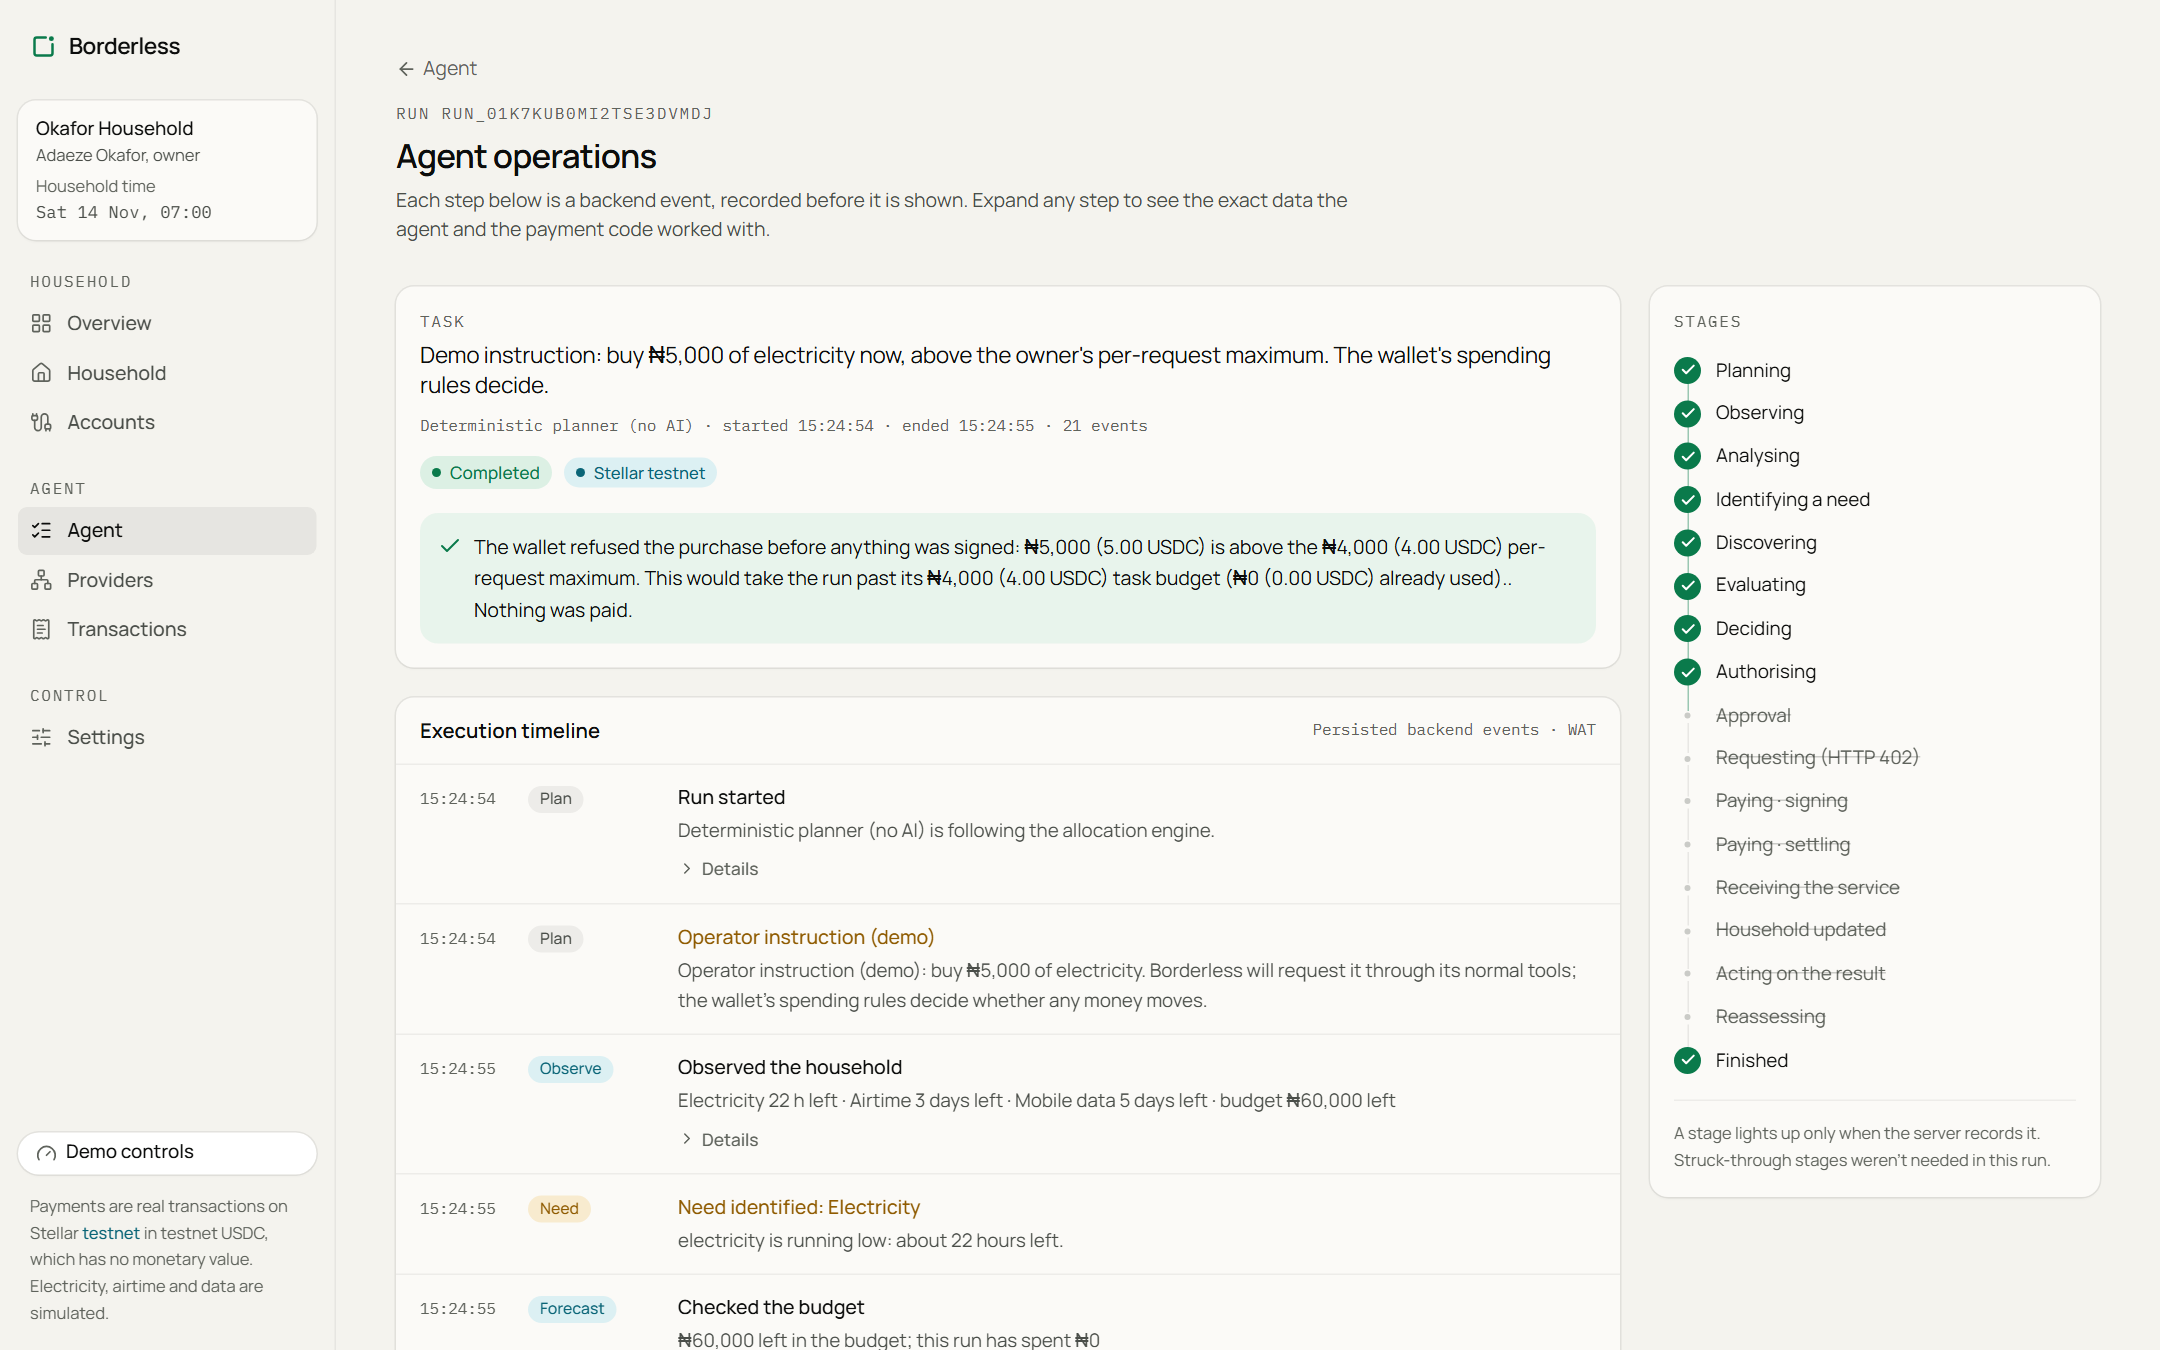 Borderless
Okafor Household
Adaeze Okafor, owner
Household time
Sat 14 Nov, 07:00
HOUSEHOLD
Overview
Household
Accounts
AGENT
Agent
Providers
Transactions
CONTROL
Settings
Demo controls
Payments are real transactions on
Stellar testnet in testnet USDC,
which has no monetary value.
Electricity, airtime and data are
simulated.
Agent
RUN RUN_01K7KUB0MI2TSE3DVMDJ
Agent operations
Each step below is a backend event, recorded before it is shown. Expand any step to see the exact data the
agent and the payment code worked with.
TASK
Demo instruction: buy ₦5,000 of electricity now, above the owner's per-request maximum. The wallet's spending
rules decide.
Deterministic planner (no AI) · started 15:24:54 · ended 15:24:55 · 21 events
Completed
Stellar testnet
The wallet refused the purchase before anything was signed: ₦5,000 (5.00 USDC) is above the ₦4,000 (4.00 USDC) per-
request maximum. This would take the run past its ₦4,000 (4.00 USDC) task budget (₦0 (0.00 USDC) already used)..
Nothing was paid.
Execution timeline
Persisted backend events · WAT
15:24:54
Plan
Run started
Deterministic planner (no AI) is following the allocation engine.
Details
15:24:54
Plan
Operator instruction (demo)
Operator instruction (demo): buy ₦5,000 of electricity. Borderless will request it through its normal tools;
the wallet's spending rules decide whether any money moves.
15:24:55
Observe
Observed the household
Electricity 22 h left · Airtime 3 days left · Mobile data 5 days left · budget ₦60,000 left
Details
15:24:55
Need
Need identified: Electricity
electricity is running low: about 22 hours left.
15:24:55
Forecast
Checked the budget
₦60,000 left in the budget; this run has spent ₦0
STAGES
Planning
Observing
Analysing
Identifying a need
Discovering
Evaluating
Deciding
Authorising
Approval
Requesting (HTTP 402)
Paying · signing
Paying · settling
Receiving the service
Household updated
Acting on the result
Reassessing
Finished
A stage lights up only when the server records it.
Struck-through stages weren't needed in this run.